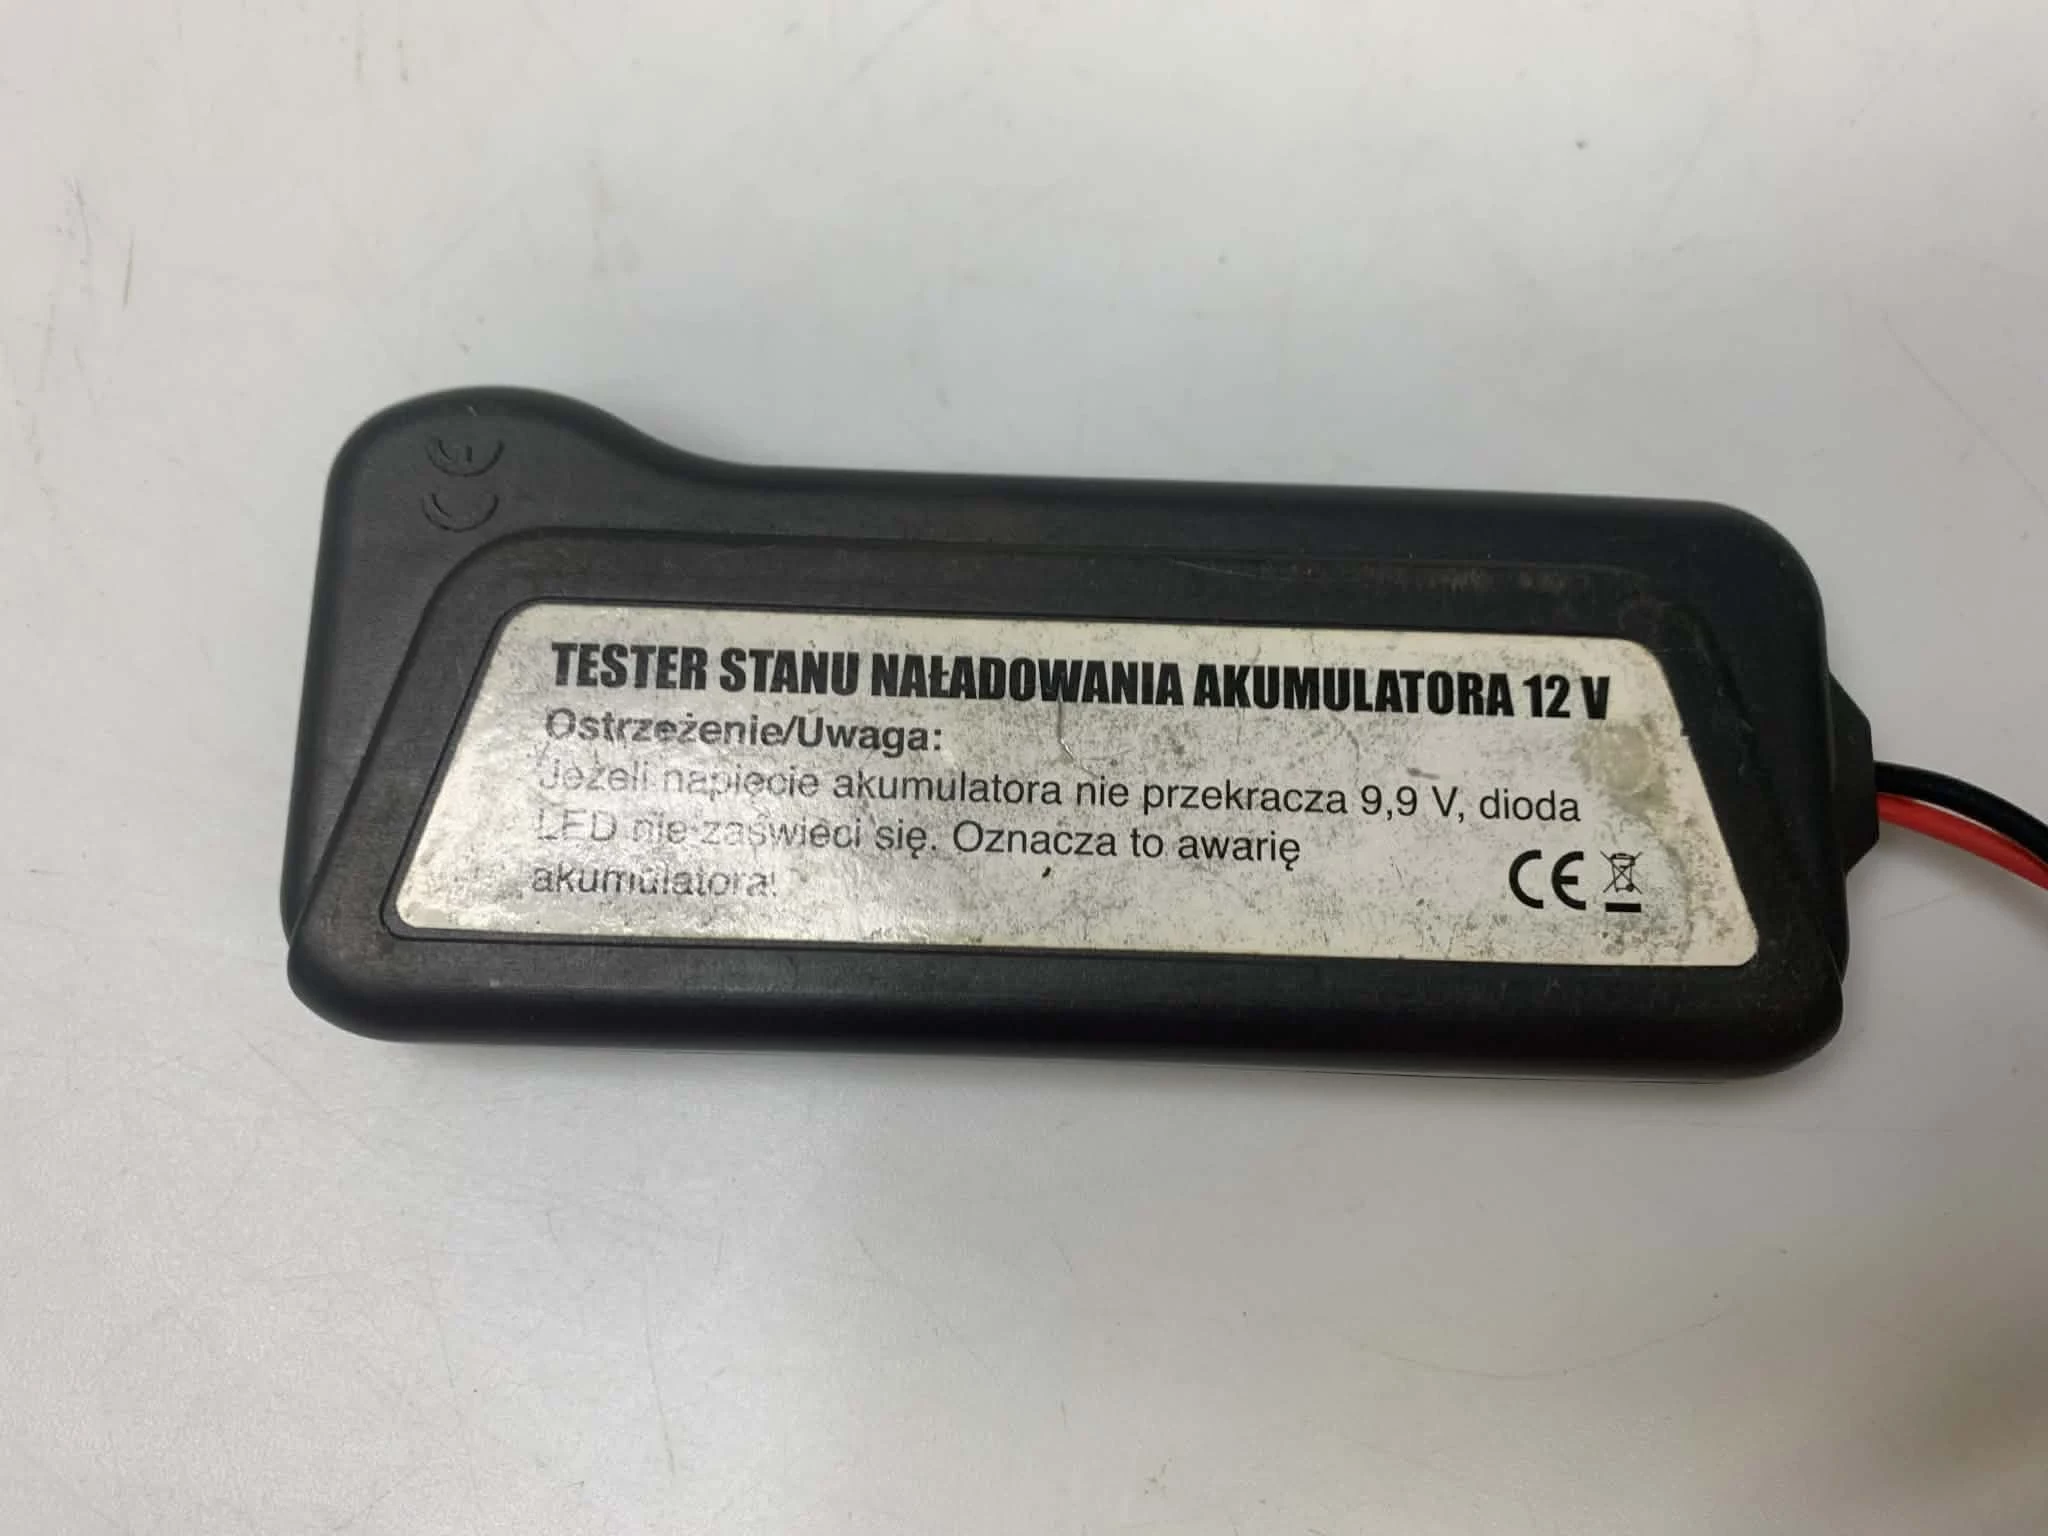 CE
TESTER STANU NAŁADOWANIA AKUMULATORA 12 V
Ostrzeżenie/Uwaga:
Jeżeli napięcie akumulatora nie przekracza 9,9 V, dioda
LED nie zaświeci się. Oznacza to awarię
akumulatora!
CE